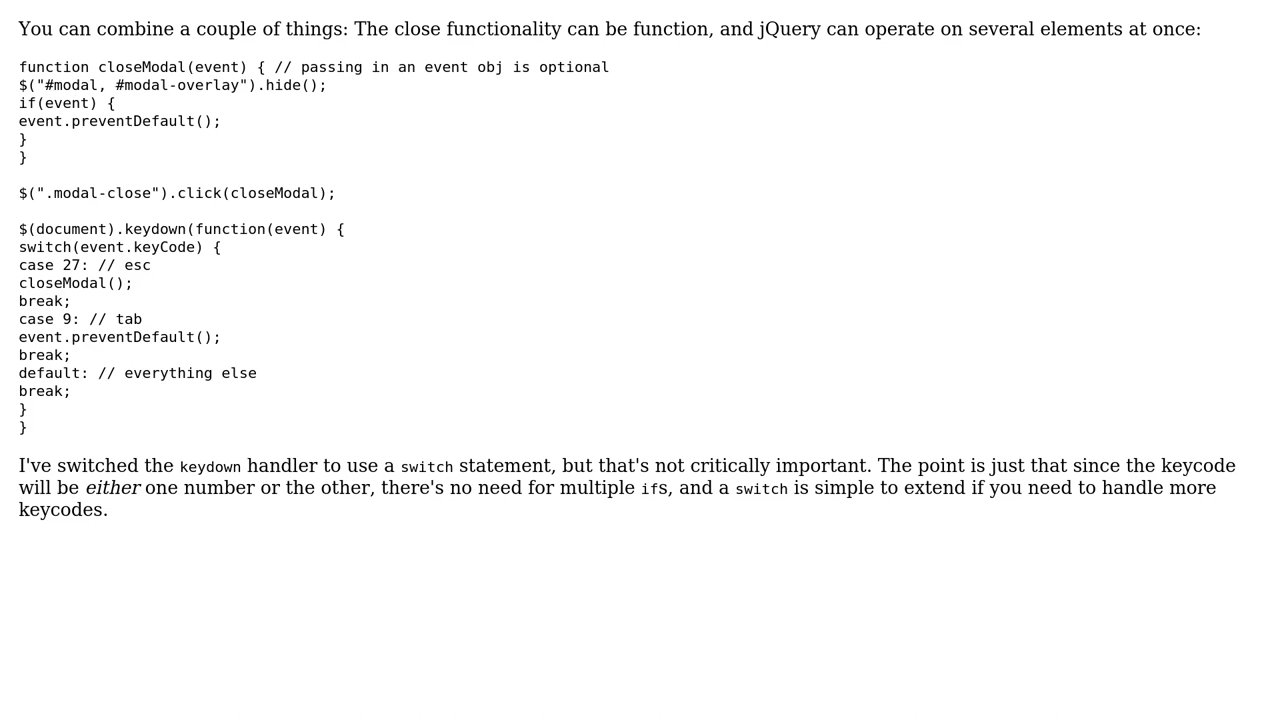 You can combine a couple of things: The close functionality can be function, and jQuery can operate on several elements at once:
function closeModal(event) { // passing in an event obj is optional
$("#modal, #modal-overlay").hide();
if(event) {
event.preventDefault();
}
}
$(".modal-close").click(closeModal);
$(document).keydown(function(event) {
switch(event.keyCode) {
case 27: // esc
closeModal();
break;
case 9: // tab
event.preventDefault();
break;
default: // everything else
break;
}
}
I've switched the keydown handler to use a switch statement, but that's not critically important. The point is just that since the keycode
will be either one number or the other, there's no need for multiple ifs, and a switch is simple to extend if you need to handle more
keycodes.